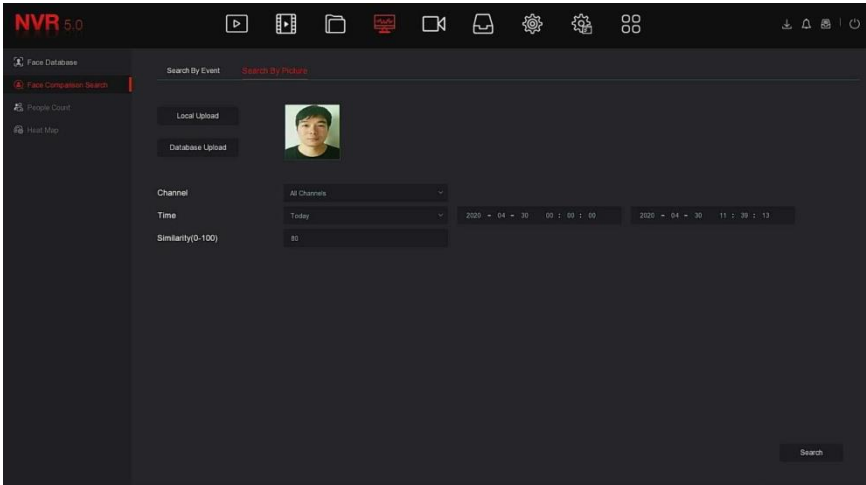 NVR 5.0
Face Database
Face Comparison Search
People Count
Heat Map
Search By Event Search By Picture
Local Upload
Database Upload
Channel All Channels
Time Today 2020 - 04 - 30 00 : 00 : 00 2020 - 04 - 30 11 : 39 : 13
Similarity(0-100) 80
Search